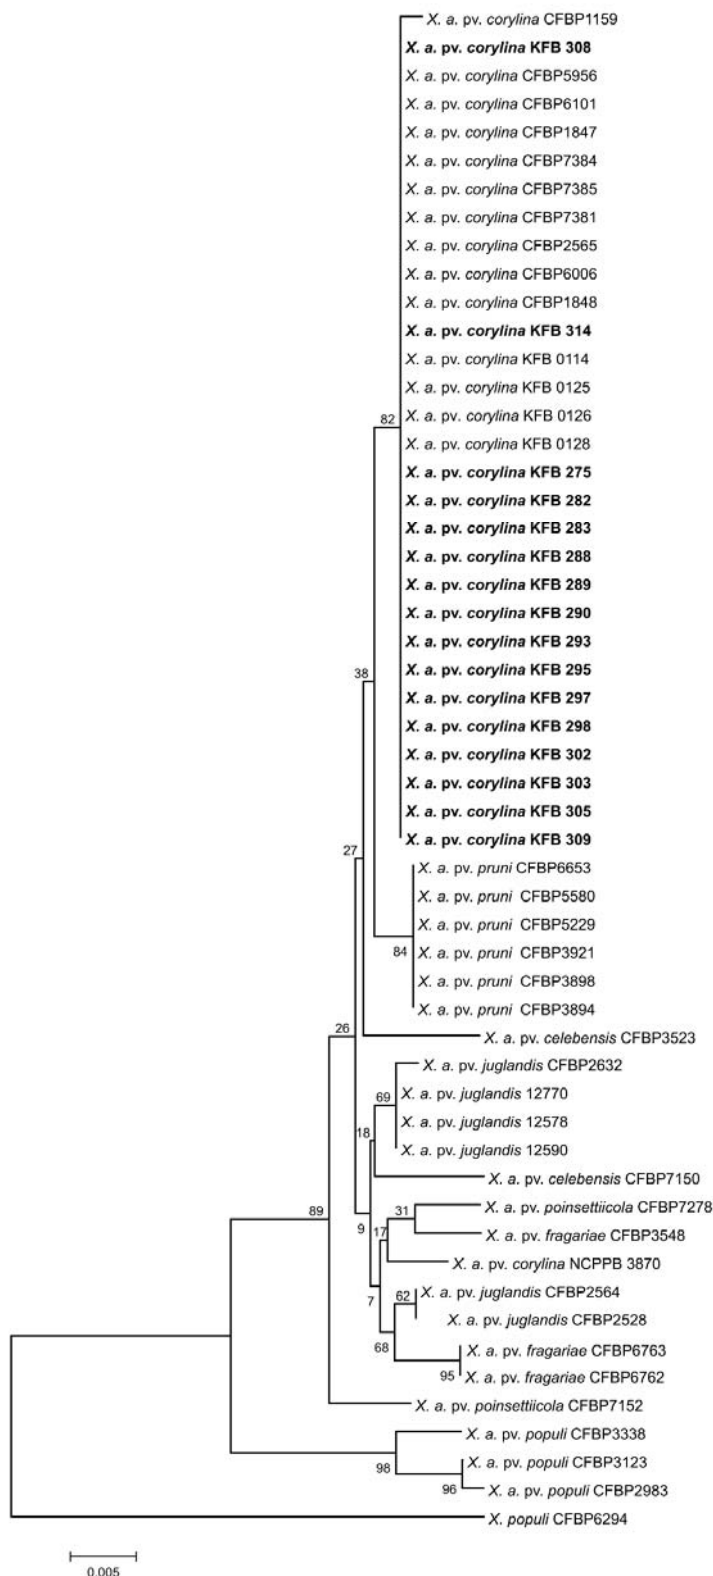 X. a. pv. corylina CFBP1159
X. a. pv. corylina KFB 308
X. a. pv. corylina CFBP5956
X. a. pv. corylina CFBP6101
X. a. pv. corylina CFBP1847
X. a. pv. corylina CFBP7384
X. a. pv. corylina CFBP7385
X. a. pv. corylina CFBP7381
X. a. pv. corylina CFBP2565
X. a. pv. corylina CFBP6006
X. a. pv. corylina CFBP1848
X. a. pv. corylina KFB 314
X. a. pv. corylina KFB 0114
X. a. pv. corylina KFB 0125
X. a. pv. corylina KFB 0126
82
X. a. pv. corylina KFB 0128
X. a. pv. corylina KFB 275
X. a. pv. corylina KFB 282
X. a. pv. corylina KFB 283
X. a. pv. corylina KFB 288
X. a. pv. corylina KFB 289
X. a. pv. corylina KFB 290
X. a. pv. corylina KFB 293
38
X. a. pv. corylina KFB 295
X. a. pv. corylina KFB 297
X. a. pv. corylina KFB 298
X. a. pv. corylina KFB 302
X. a. pv. corylina KFB 303
X. a. pv. corylina KFB 305
X. a. pv. corylina KFB 309
27
X. a. pv. pruni CFBP6653
X. a. pv. pruni CFBP5580
X. a. pv. pruni CFBP5229
84
X. a. pv. pruni CFBP3921
X. a. pv. pruni CFBP3898
X. a. pv. pruni CFBP3894
26
X. a. pv. celebensis CFBP3523
X. a. pv. juglandis CFBP2632
69
X. a. pv. juglandis 12770
X. a. pv. juglandis 12578
18
X. a. pv. juglandis 12590
X. a. pv. celebensis CFBP7150
X. a. pv. poinsettiicola CFBP7278
89
31
9
17
X. a. pv. fragariae CFBP3548
X. a. pv. corylina NCPPB 3870
X. a. pv. juglandis CFBP2564
7
62
X. a. pv. juglandis CFBP2528
68
X. a. pv. fragariae CFBP6763
95
X. a. pv. fragariae CFBP6762
X. a. pv. poinsettiicola CFBP7152
X. a. pv. populi CFBP3338
98
X. a. pv. populi CFBP3123
96
X. a. pv. populi CFBP2983
X. populi CFBP6294
0.005